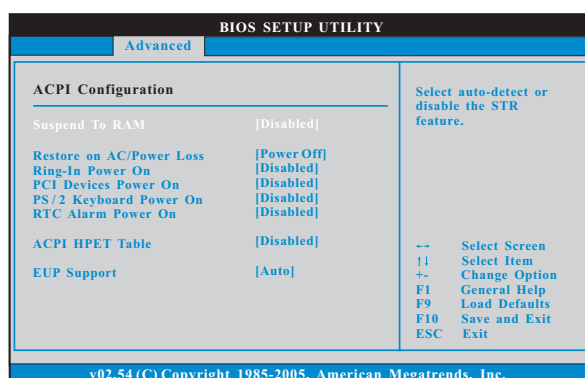 BIOS SETUP UTILITY
Advanced
ACPI Configuration
Suspend To RAM [Disabled]
Restore on AC/Power Loss [Power Off]
Ring-In Power On [Disabled]
PCI Devices Power On [Disabled]
PS/2 Keyboard Power On [Disabled]
RTC Alarm Power On [Disabled]
ACPI HPET Table [Disabled]
EUP Support [Auto]
Select auto-detect or
disable the STR
feature.
←→ Select Screen
↑↓ Select Item
+- Change Option
F1 General Help
F9 Load Defaults
F10 Save and Exit
ESC Exit
v02.54 (C) Copyright 1985-2005, American Megatrends, Inc.